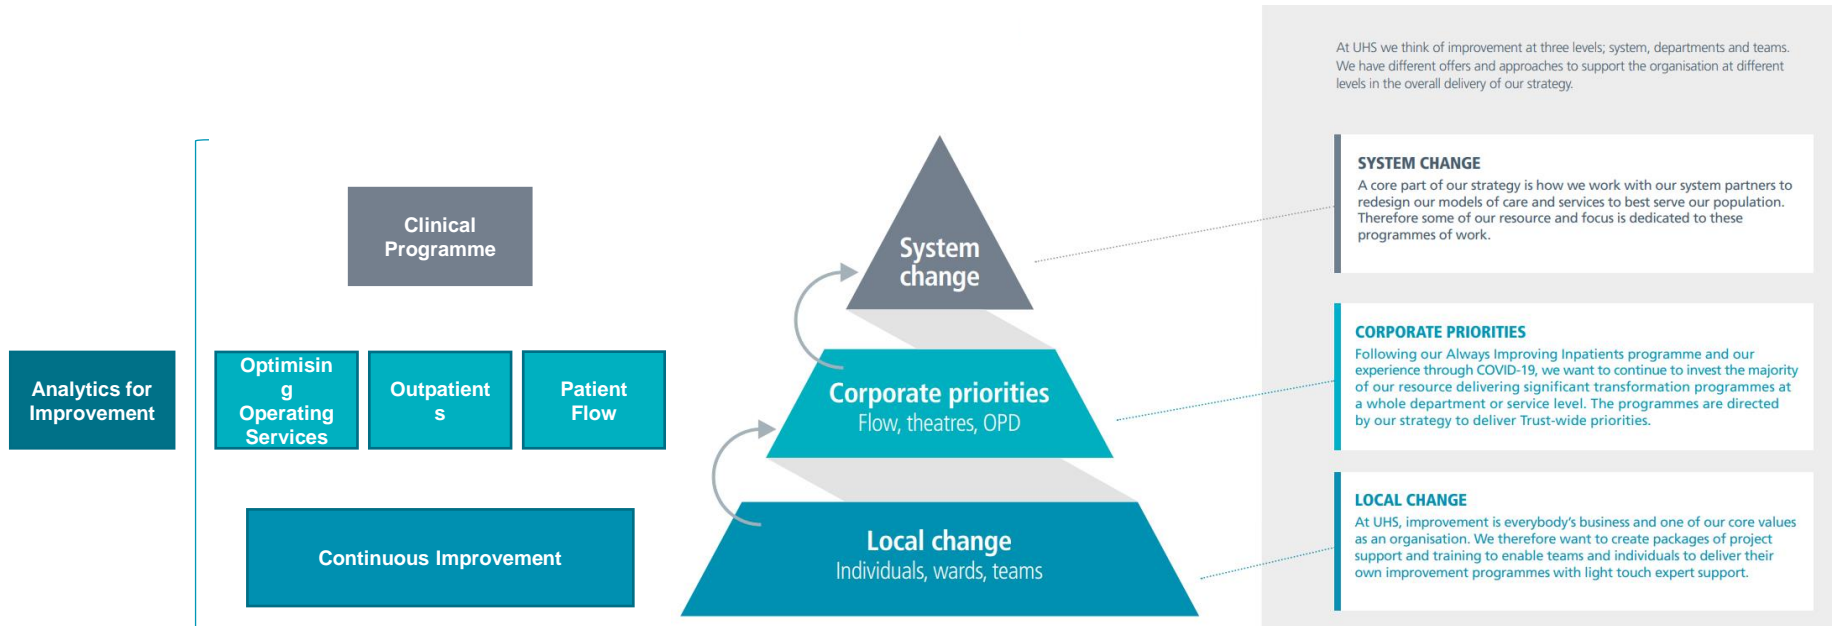 Analytics for
Improvement
Clinical
Programme
Optimisin
g
Operating
Services
Outpatient
s
Patient
Flow
Continuous Improvement
System
change
Corporate priorities
Flow, theatres, OPD
Local change
Individuals, wards, teams
At UHS we think of improvement at three levels; system, departments and teams.
We have different offers and approaches to support the organisation at different
levels in the overall delivery of our strategy.
SYSTEM CHANGE
A core part of our strategy is how we work with our system partners to
redesign our models of care and services to best serve our population.
Therefore some of our resource and focus is dedicated to these
programmes of work.
CORPORATE PRIORITIES
Following our Always Improving Inpatients programme and our
experience through COVID-19, we want to continue to invest the majority
of our resource delivering significant transformation programmes at
a whole department or service level. The programmes are directed
by our strategy to deliver Trust-wide priorities.
LOCAL CHANGE
At UHS, improvement is everybody's business and one of our core values
as an organisation. We therefore want to create packages of project
support and training to enable teams and individuals to deliver their
own improvement programmes with light touch expert support.